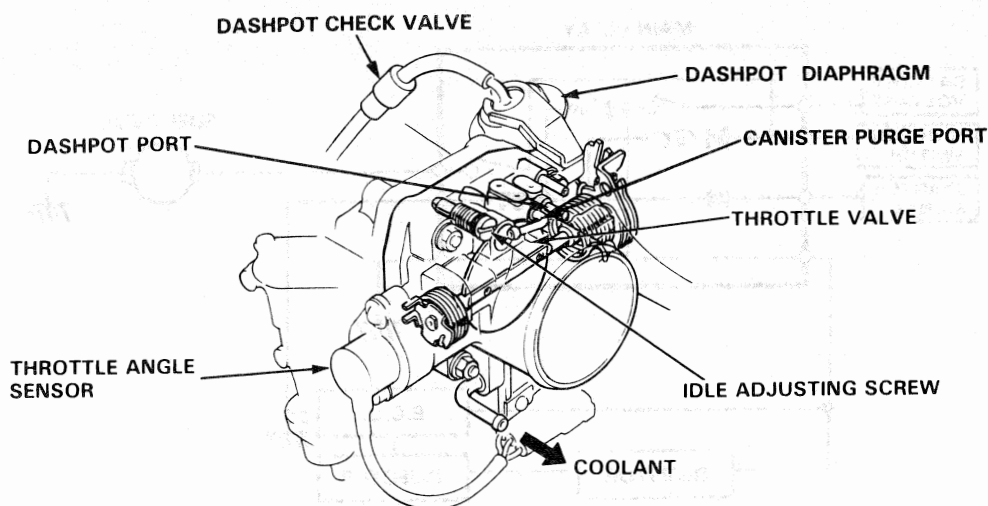 DASHPOT CHECK VALVE
DASHPOT DIAPHRAGM
DASHPOT PORT
CANISTER PURGE PORT
THROTTLE VALVE
THROTTLE ANGLE
SENSOR
IDLE ADJUSTING SCREW
COOLANT